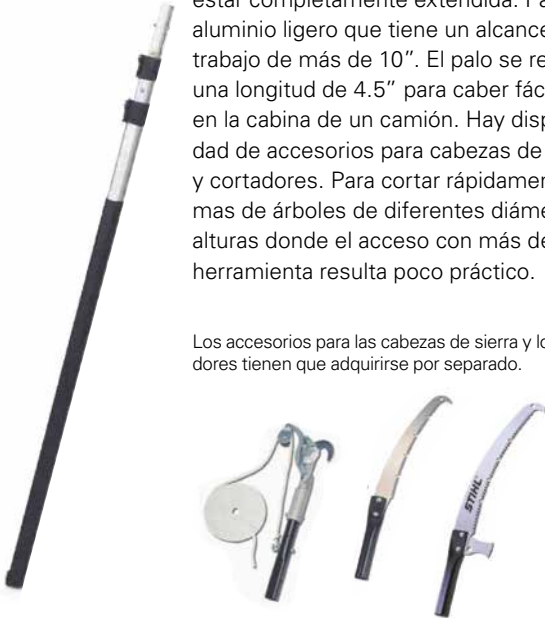 estar completamente extendida. Pa
aluminio ligero que tiene un alcance
trabajo de más de 10”. El palo se re
una longitud de 4.5” para caber fác
en la cabina de un camión. Hay disp
dad de accesorios para cabezas de
y cortadores. Para cortar rápidamen
mas de árboles de diferentes diáme
alturas donde el acceso con más de
herramienta resulta poco práctico.
Los accesorios para las cabezas de sierra y lo
dores tienen que adquirirse por separado.
STIHL